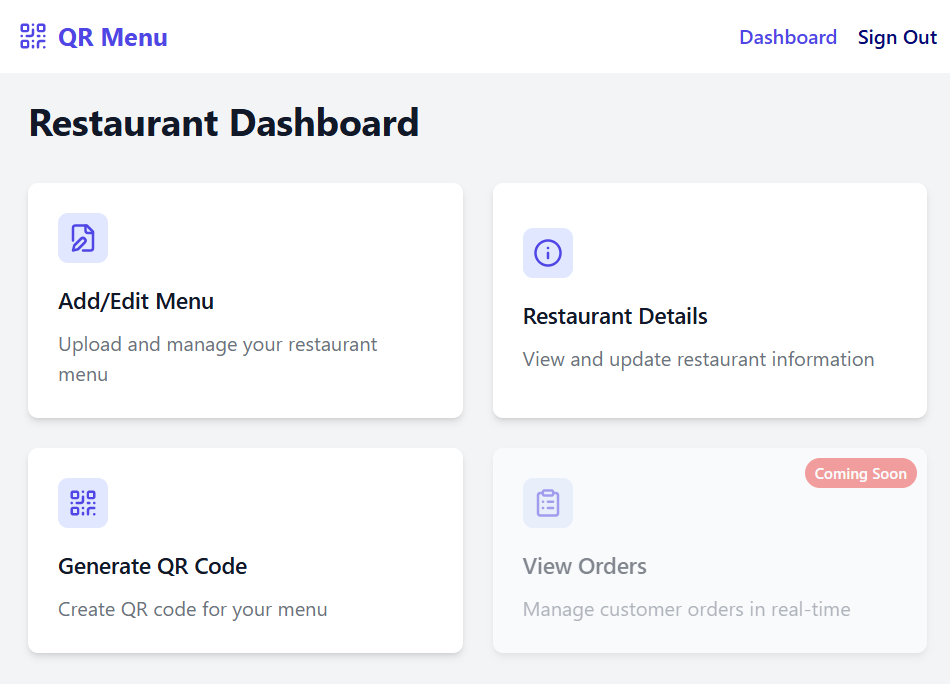 QR Menu
Dashboard
Sign Out
Restaurant Dashboard
Add/Edit Menu
Upload and manage your restaurant
menu
Restaurant Details
View and update restaurant information
Generate QR Code
Create QR code for your menu
Coming Soon
View Orders
Manage customer orders in real-time